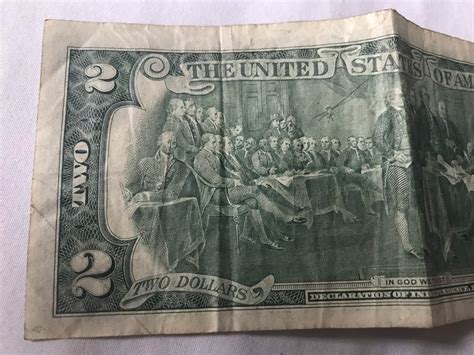 2 THE UNITED STATES OF AM
TWO
2 TWO DOLLARS
IN GOD WE
DECLARATION OF INDEPENDENCE,